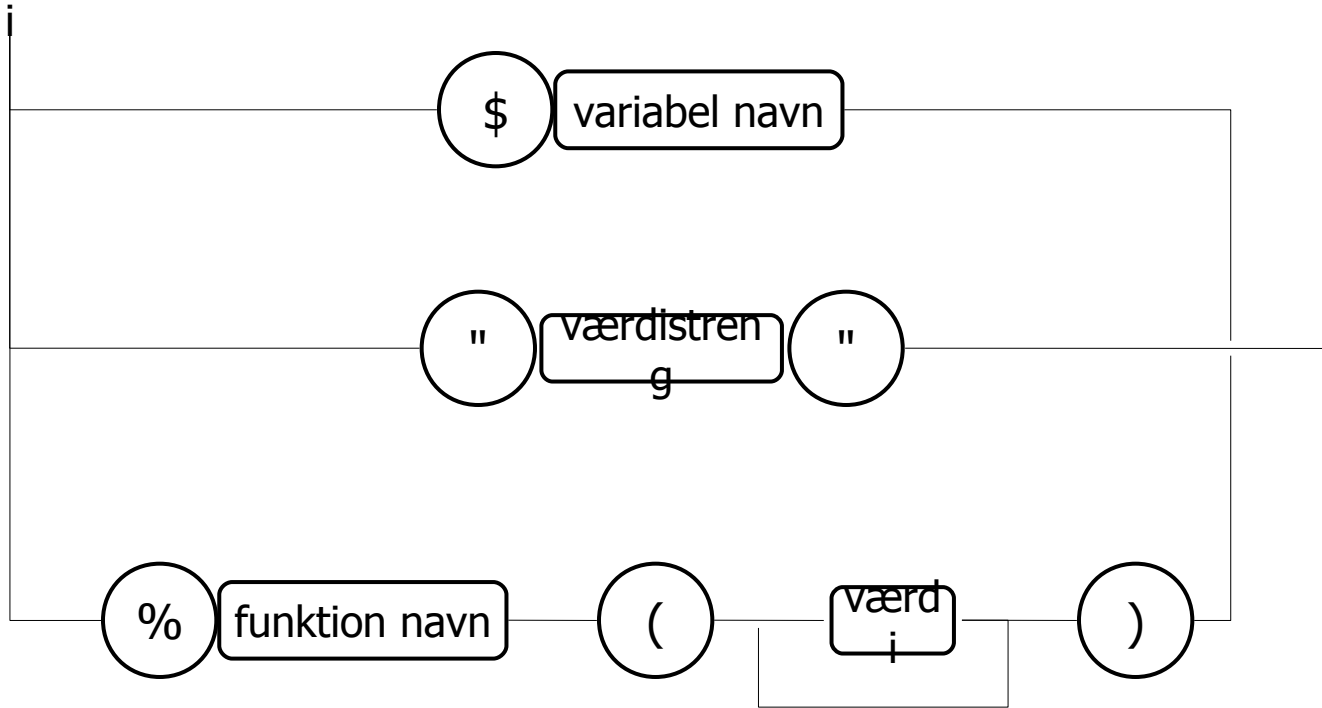 i
$ variabel navn
" værdistren
g "
% funktion navn ( værd
i )